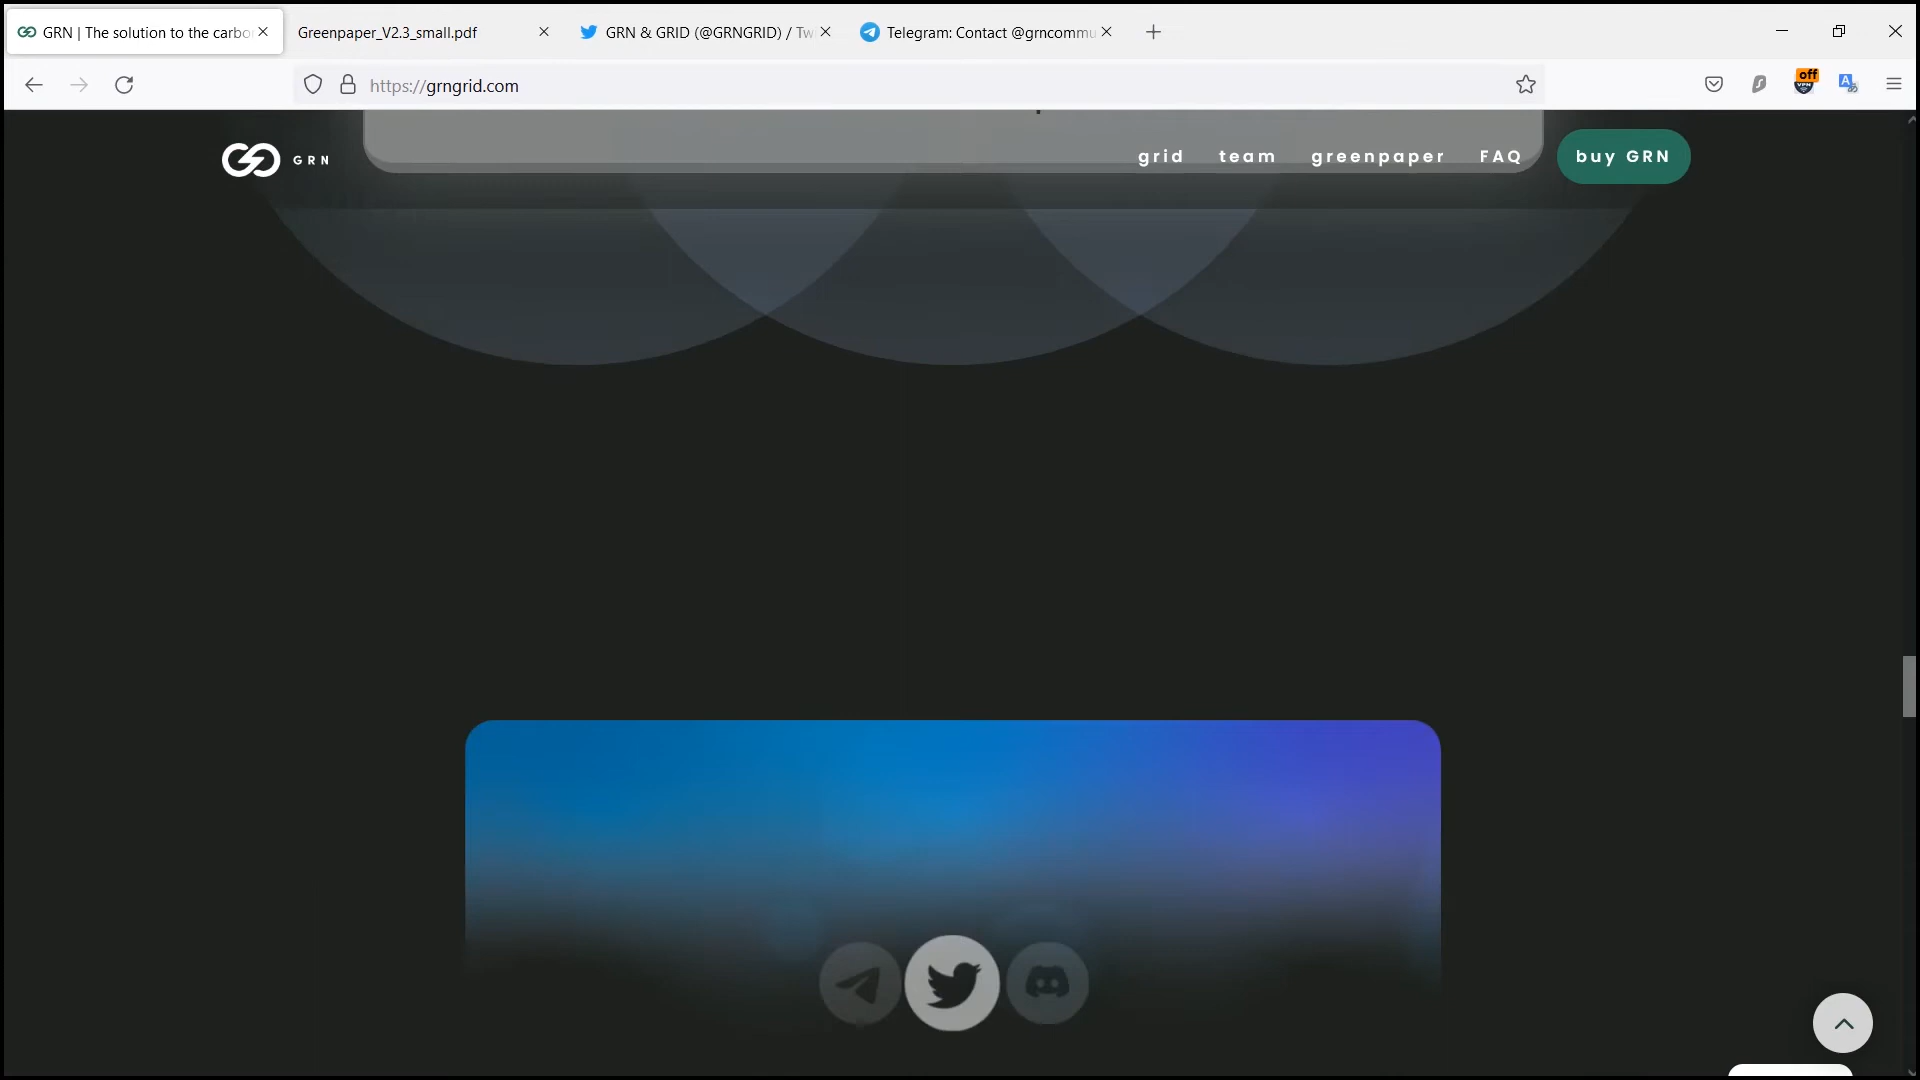 GRN | The solution to the carbo
Greenpaper_V2.3_small.pdf
GRN & GRID (@GRNGRID) / Tw
Telegram: Contact @grncommu
https://grngrid.com
off
VPN
A
GRN
grid
team
greenpaper
FAQ
buy GRN